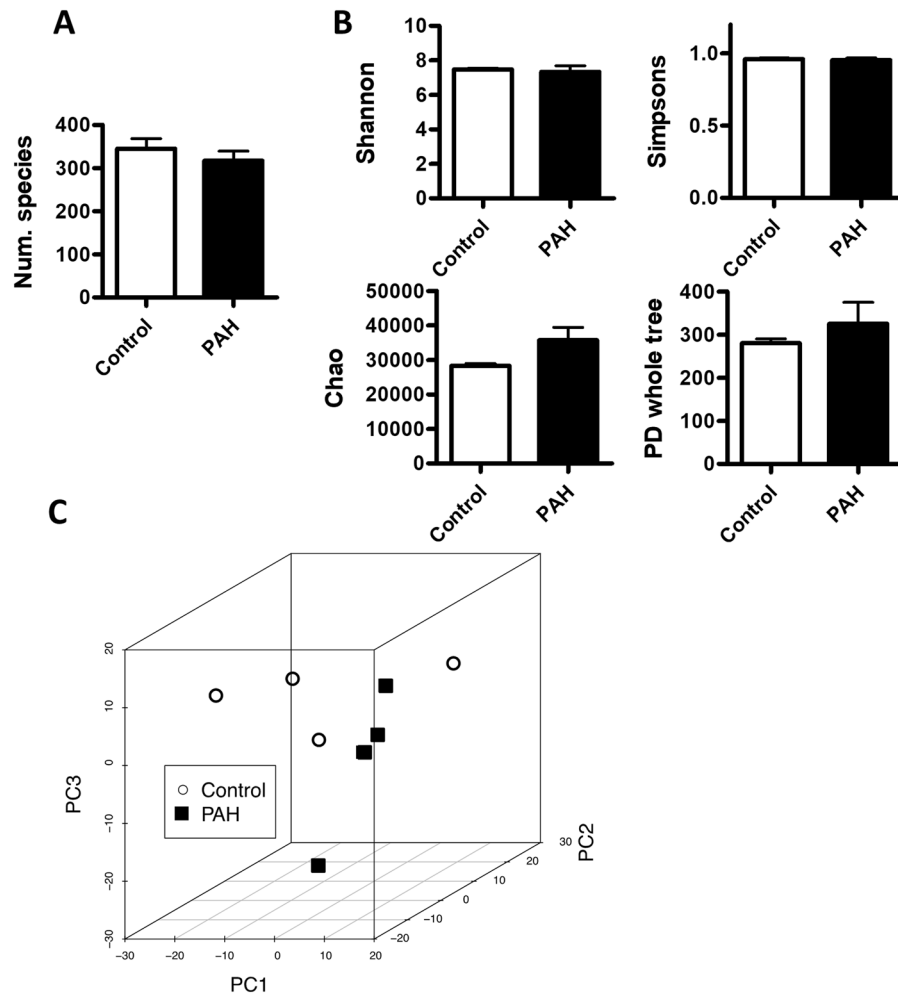 A
Num. species
400
300
200
100
0
Control
PAH
B
Shannon
10
8
6
4
2
0
Control
PAH
Simpsons
1.0
0.5
0.0
Control
PAH
Chao
50000
40000
30000
20000
10000
0
Control
PAH
PD whole tree
400
300
200
100
0
Control
PAH
C
PC3
20
10
0
−10
−20
−30
Control
PAH
−30
−20
−10
0
10
20
PC1
−20
−10
0
10
20
30
PC2